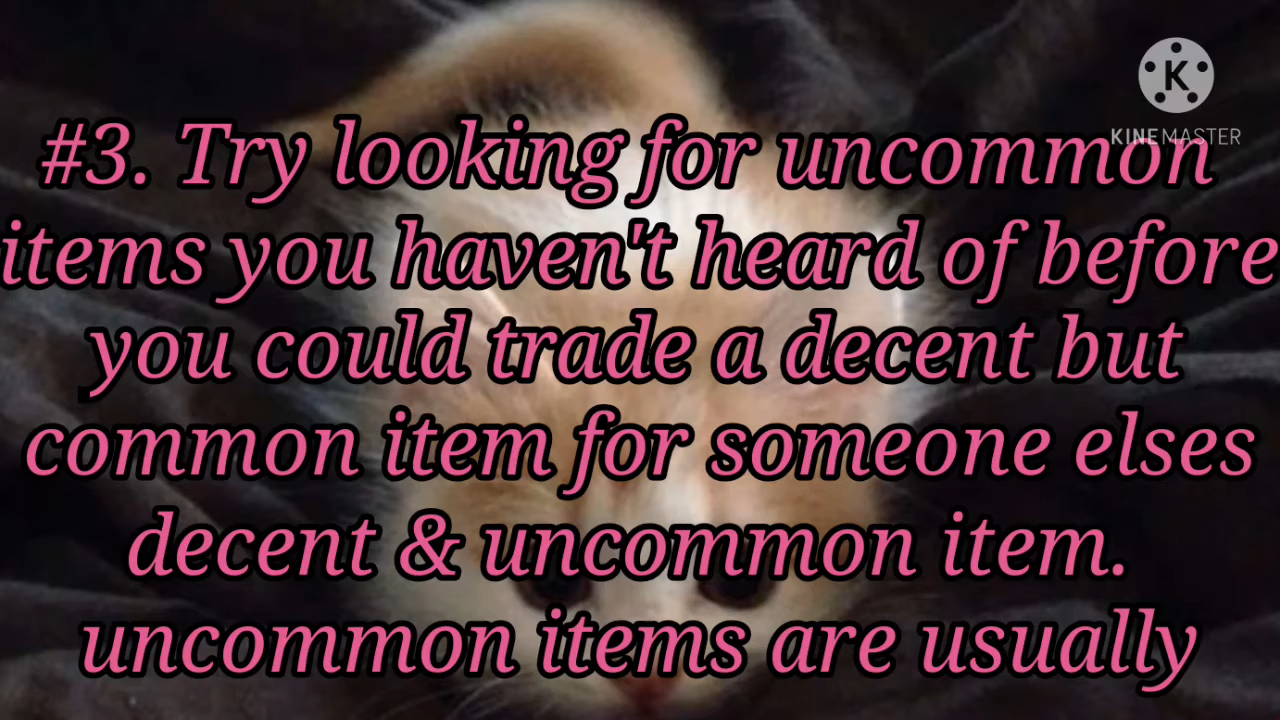 K
KINEMASTER
#3. Try looking for uncommon
items you haven't heard of before
you could trade a decent but
common item for someone elses
decent & uncommon item.
uncommon items are usually